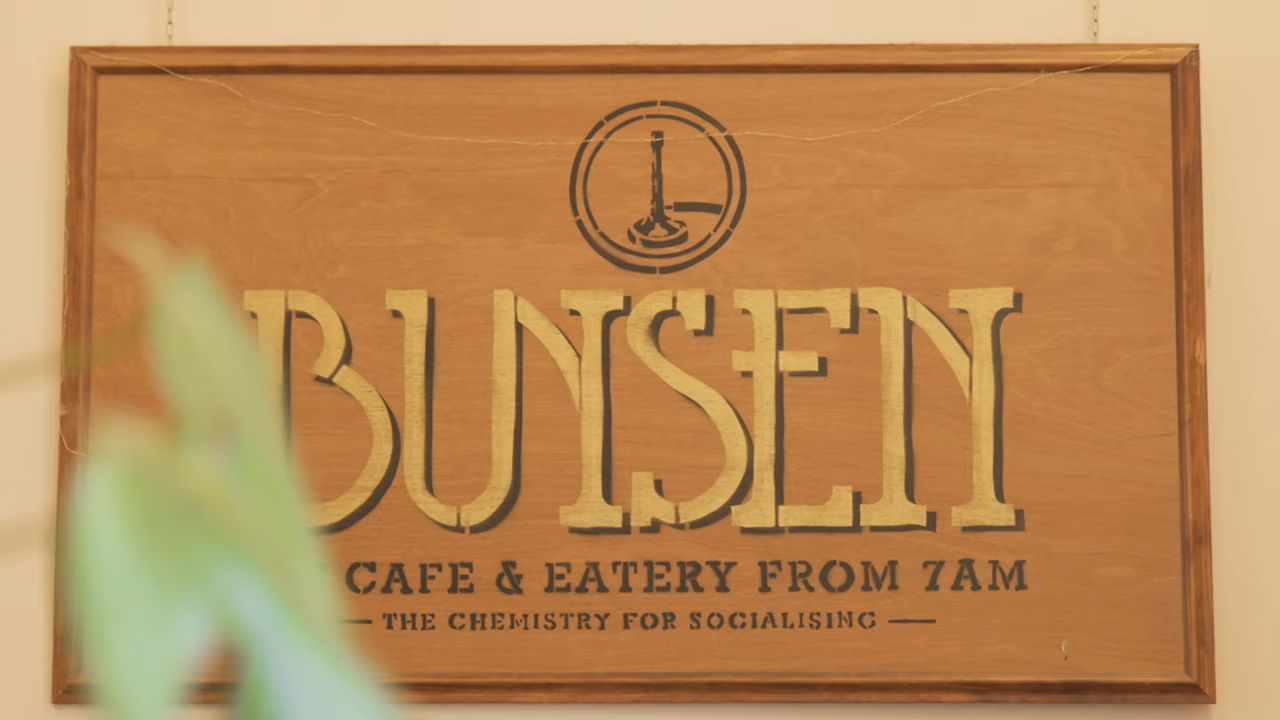 BUNSEN
CAFE & EATERY FROM 7AM
— THE CHEMISTRY FOR SOCIALISING —